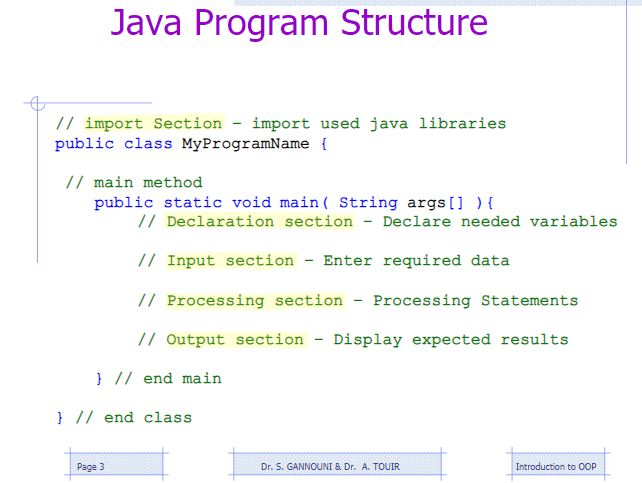 Java Program Structure
// import Section – import used java libraries
public class MyProgramName {
// main method
public static void main( String args[] ){
// Declaration section – Declare needed variables
// Input section – Enter required data
// Processing section – Processing Statements
// Output section – Display expected results
} // end main
} // end class
Page 3
Dr. S. GANNOUNI & Dr. A. TOUIR
Introduction to OOP